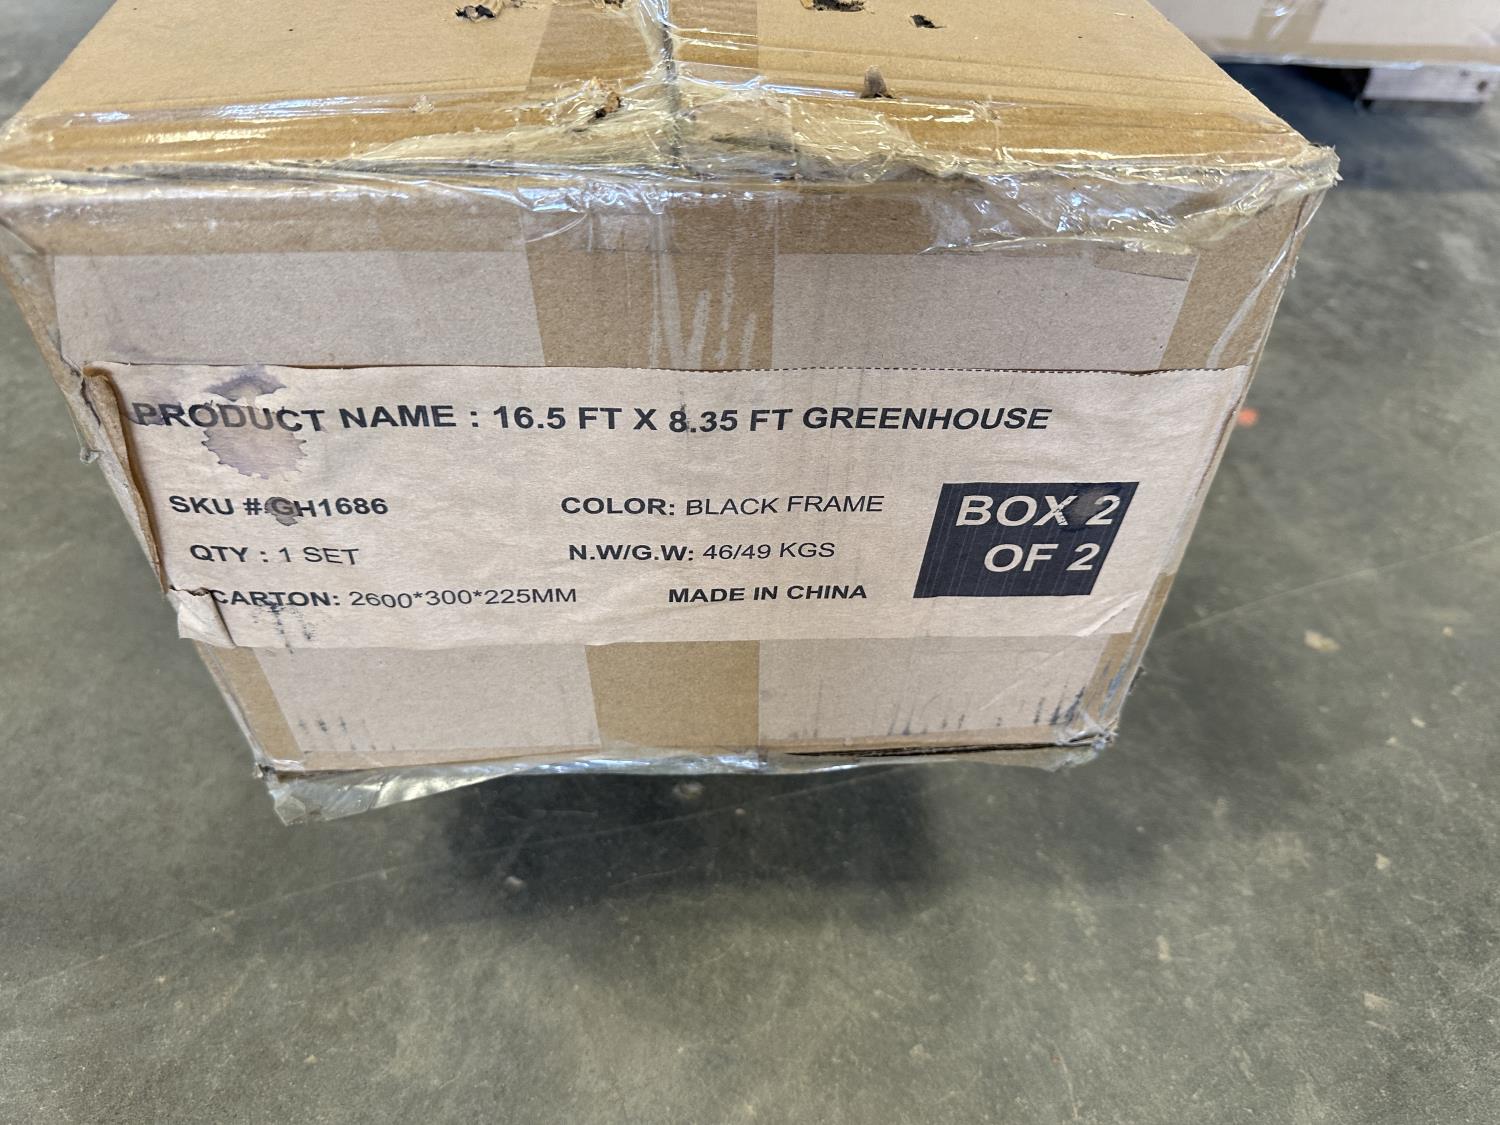 PRODUCT NAME : 16.5 FT X 8.35 FT GREENHOUSE
SKU #:GH1686
COLOR: BLACK FRAME
QTY : 1 SET
N.W/G.W: 46/49 KGS
CARTON: 2600*300*225MM
MADE IN CHINA
BOX 2
OF 2